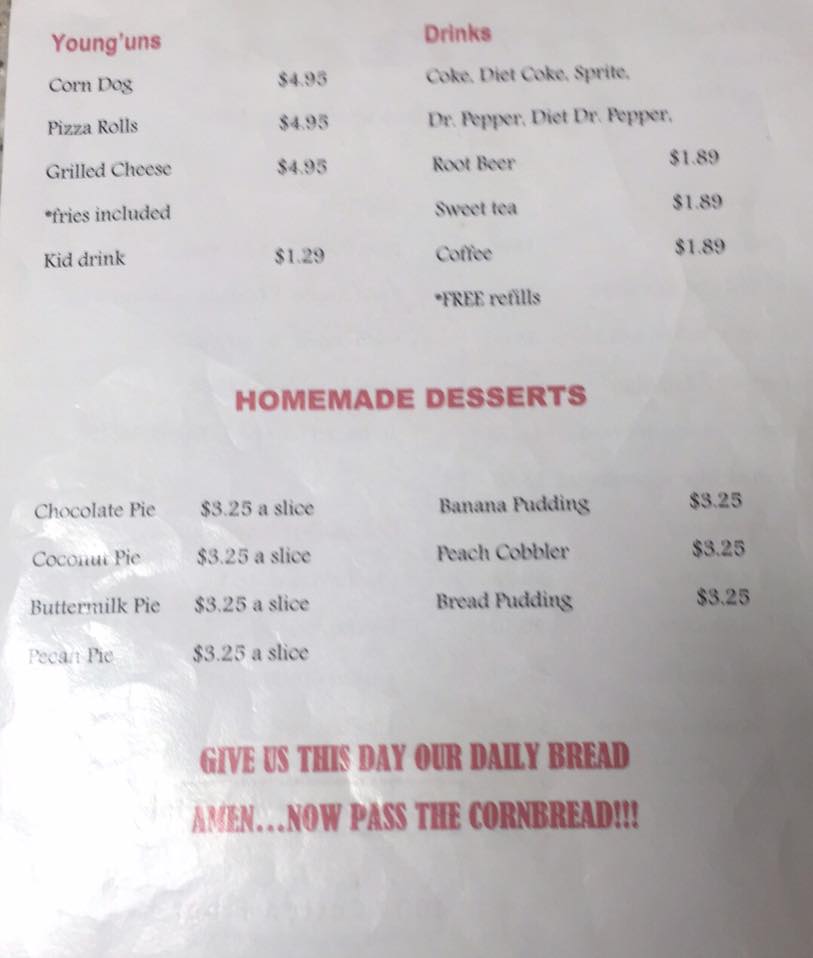 Young'uns
Corn Dog $4.95
Pizza Rolls $4.95
Grilled Cheese $4.95
*fries included
Kid drink $1.29
Drinks
Coke, Diet Coke, Sprite,
Dr. Pepper, Diet Dr. Pepper,
Root Beer $1.89
Sweet tea $1.89
Coffee $1.89
*FREE refills
HOMEMADE DESSERTS
Chocolate Pie $3.25 a slice
Coconut Pie $3.25 a slice
Buttermilk Pie $3.25 a slice
Pecan Pie $3.25 a slice
Banana Pudding $3.25
Peach Cobbler $3.25
Bread Pudding $3.25
GIVE US THIS DAY OUR DAILY BREAD
AMEN...NOW PASS THE CORNBREAD!!!